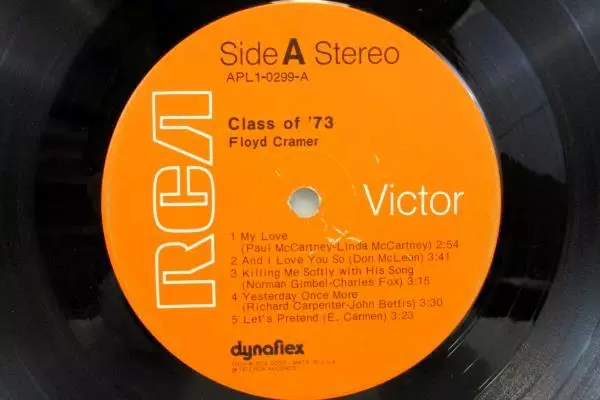 Side A Stereo
APL1-0299-A
Class of '73
Floyd Cramer
RCA
Victor
1 My Love
(Paul McCartney-Linda McCartney) 2:54
2 And I Love You So (Don McLean) 3:41
3 Killing Me Softly with His Song
(Norman Gimbel-Charles Fox) 3:15
4 Yesterday Once More
(Richard Carpenter-John Bettis) 3:30
5 Let's Pretend (E. Carmen) 3:23
dynaflex